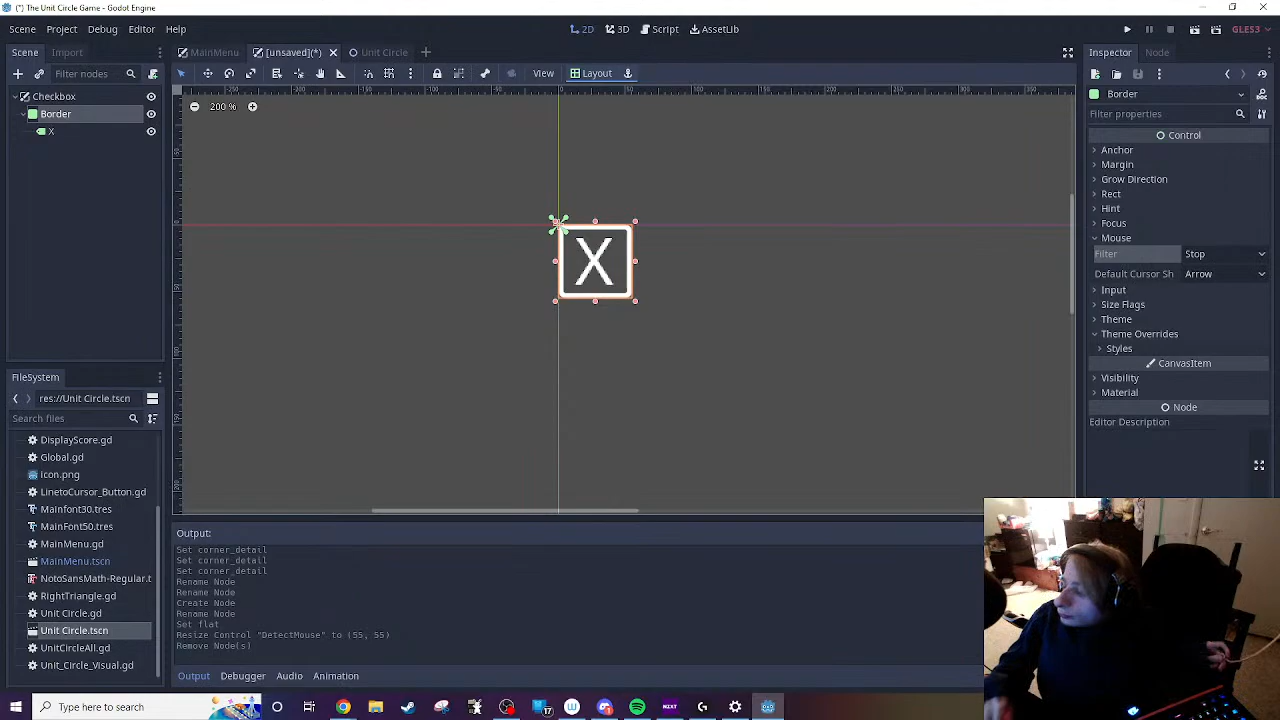 (*) The Unit Circle Game - Godot Engine
Scene Project Debug Editor Help
2D 3D Script AssetLib
GLES3
Scene Import
MainMenu [unsaved](*) Unit Circle
Inspector Node
Filter nodes
View Layout
200 %
Checkbox
Border
X
Border
Filter properties
Control
Anchor
Margin
Grow Direction
Rect
Hint
Focus
Mouse
Filter Stop
Default Cursor Sh Arrow
Input
Size Flags
Theme
Theme Overrides
Styles
CanvasItem
Visibility
Material
Node
Editor Description
X
FileSystem
res://Unit Circle.tscn
Search files
DisplayScore.gd
Global.gd
icon.png
LinetoCursor_Button.gd
Mainfont30.tres
MainFont50.tres
MainMenu.gd
MainMenu.tscn
NotoSansMath-Regular.t
RightTriangle.gd
Unit Circle.gd
Unit Circle.tscn
UnitCircleAll.gd
Unit_Circle_Visual.gd
Output:
Set corner_detail
Set corner_detail
Set corner_detail
Rename Node
Rename Node
Create Node
Rename Node
Set flat
Resize Control "DetectMouse" to (55, 55)
Remove Node(s)
Output Debugger Audio Animation
Type here to search